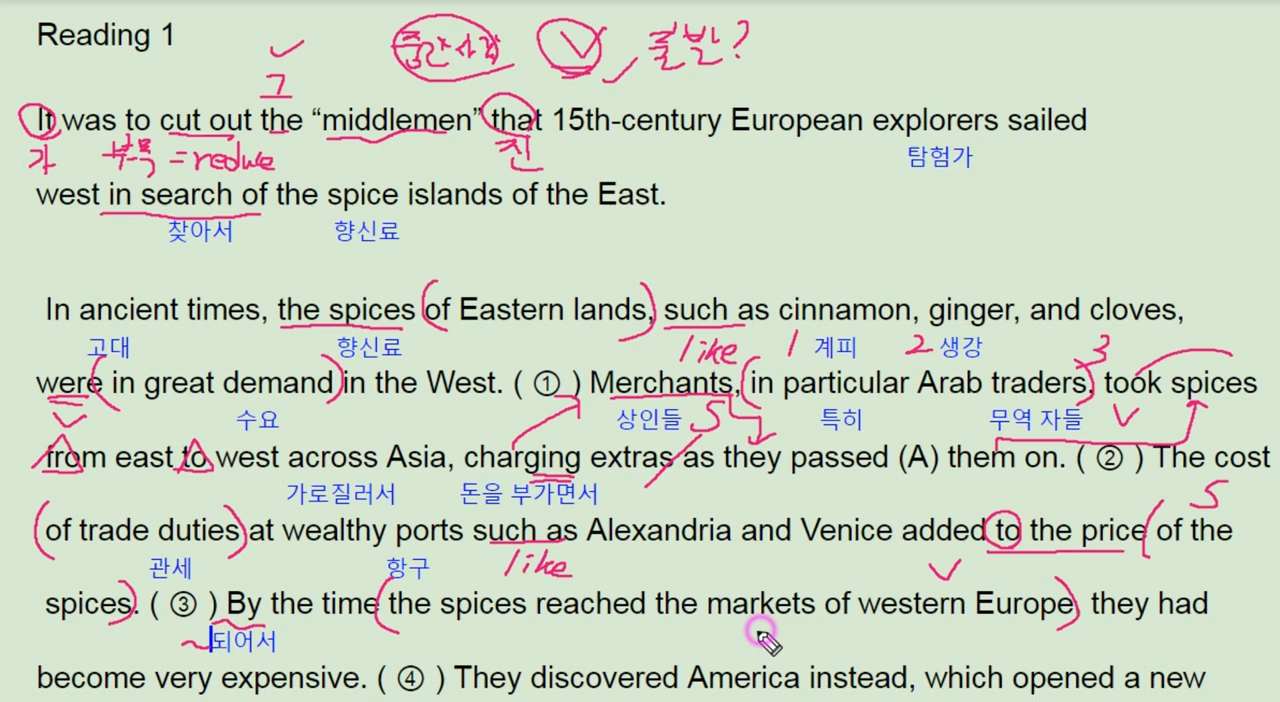 Reading 1
중간사람 V 콜발?
그
It was to cut out the “middlemen” that 15th-century European explorers sailed
가 부목 = reduce 진 탐험가
west in search of the spice islands of the East.
찾아서 향신료
In ancient times, the spices of Eastern lands, such as cinnamon, ginger, and cloves,
고대 향신료 like 1 계피 2 생강 3
were in great demand in the West. ( ① ) Merchants, in particular Arab traders, took spices
V 수요 상인들 S 특히 무역 자들 V
from east to west across Asia, charging extras as they passed (A) them on. ( ② ) The cost
가로질러서 돈을 부가면서 S
of trade duties at wealthy ports such as Alexandria and Venice added to the price of the
관세 항구 like V
spices. ( ③ ) By the time the spices reached the markets of western Europe, they had
되어서
become very expensive. ( ④ ) They discovered America instead, which opened a new